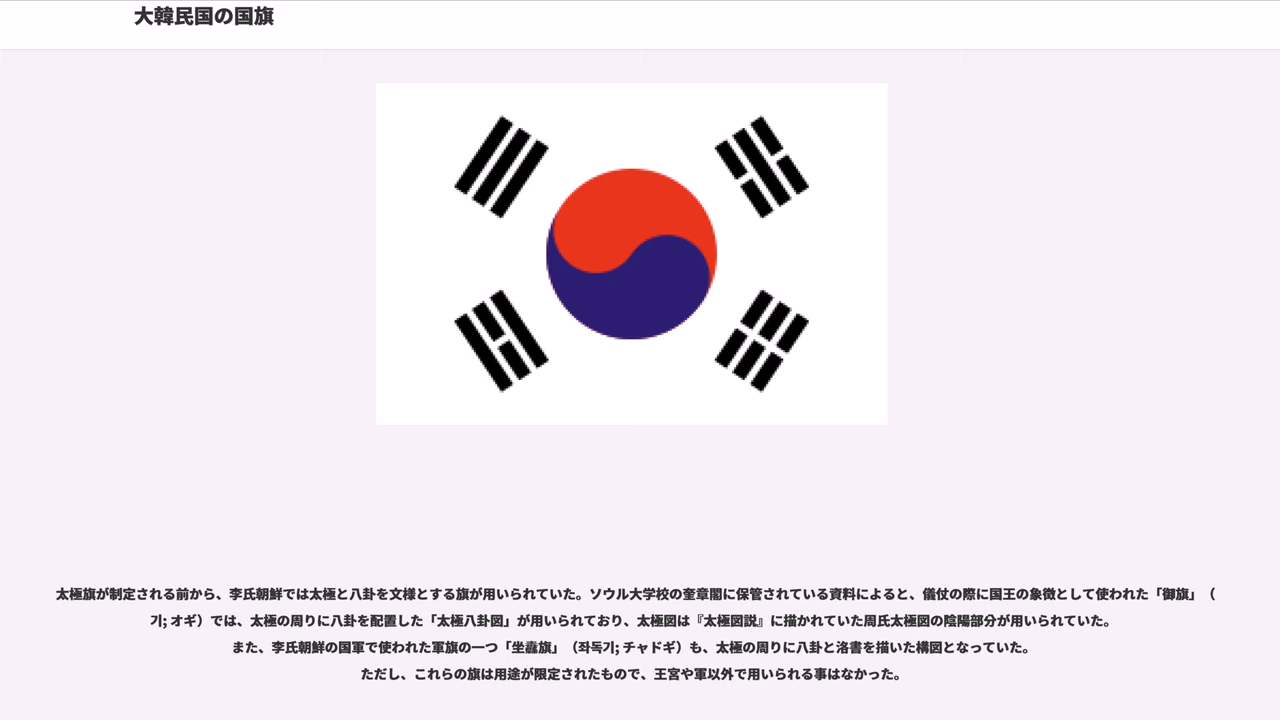 大韓民国の国旗
太極旗が制定される前から、李氏朝鮮では太極と八卦を文様とする旗が用いられていた。ソウル大学校の奎章閣に保管されている資料によると、儀仗の際に国王の象徴として使われた「御旗」（
기; オギ）では、太極の周りに八卦を配置した「太極八卦図」が用いられており、太極図は『太極図説』に描かれていた周氏太極図の陰陽部分が用いられていた。
また、李氏朝鮮の国軍で使われた軍旗の一つ「坐纛旗」（좌독기; チャドギ）も、太極の周りに八卦と洛書を描いた構図となっていた。
ただし、これらの旗は用途が限定されたもので、王宮や軍以外で用いられる事はなかった。